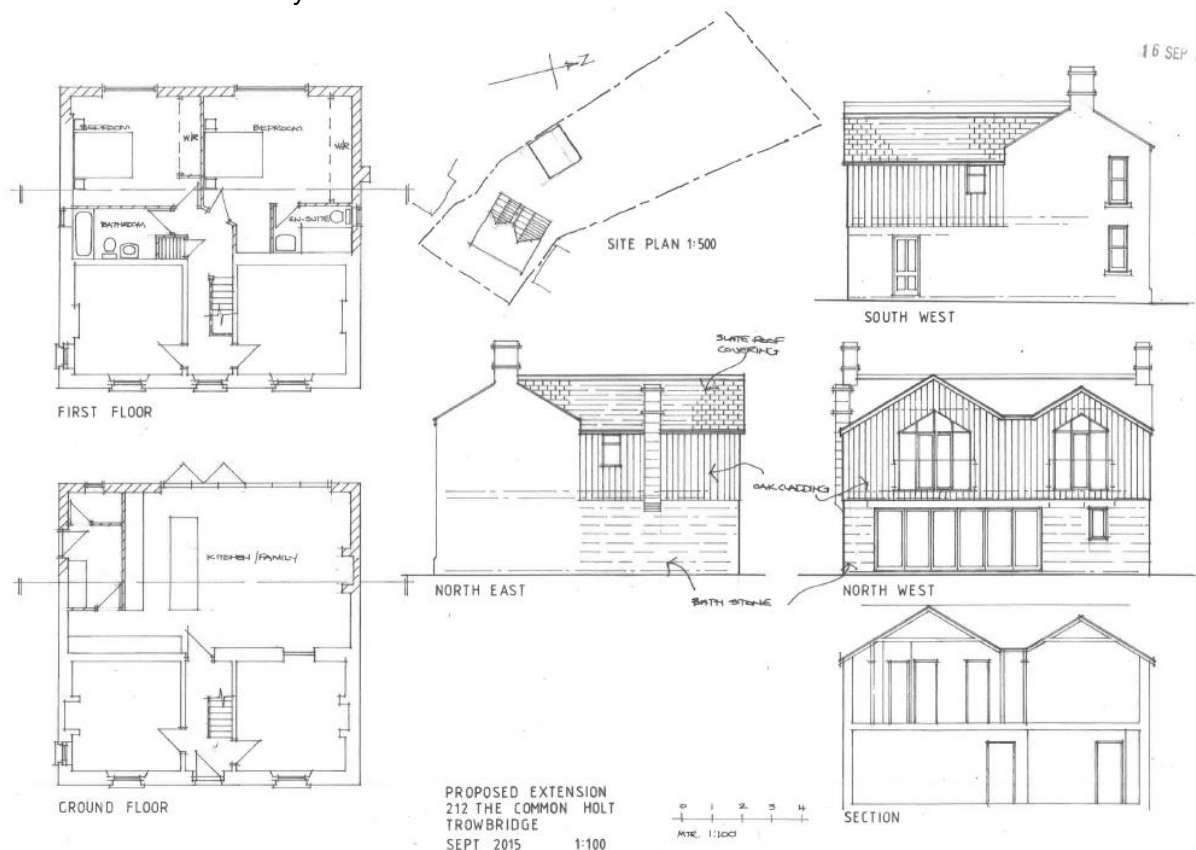 16 SEP
BEDROOM
W/R
BEDROOM
W/R
BATHROOM
EN-SUITE
FIRST FLOOR
N
SITE PLAN 1:500
SOUTH WEST
SLATE ROOF
COVERING
OAK CLADDING
NORTH EAST
BATH STONE
NORTH WEST
KITCHEN/FAMILY
GROUND FLOOR
PROPOSED EXTENSION
212 THE COMMON HOLT
TROWBRIDGE
SEPT 2015 1:100
0 1 2 3 4
MTR. 1:100
SECTION